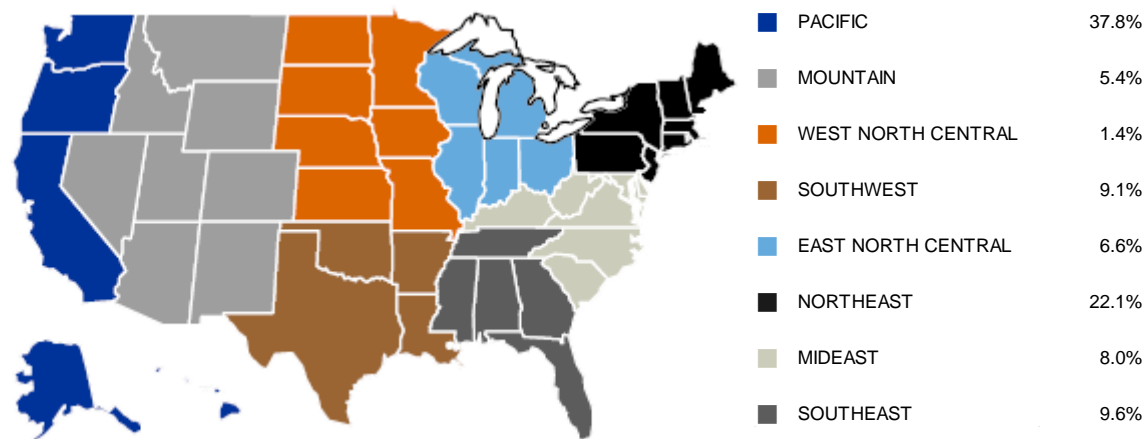 PACIFIC 37.8%
MOUNTAIN 5.4%
WEST NORTH CENTRAL 1.4%
SOUTHWEST 9.1%
EAST NORTH CENTRAL 6.6%
NORTHEAST 22.1%
MIDEAST 8.0%
SOUTHEAST 9.6%